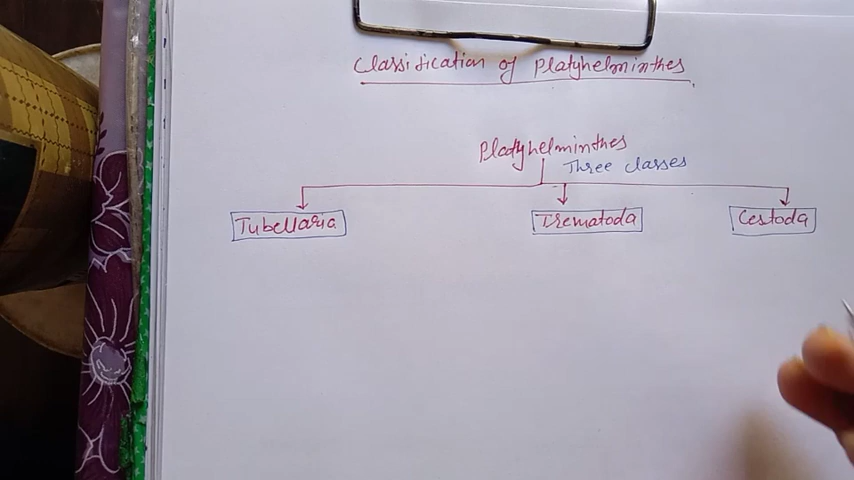 Classification of Platyhelminthes
Platyhelminthes
Three classes
Tubellaria Trematoda Cestoda